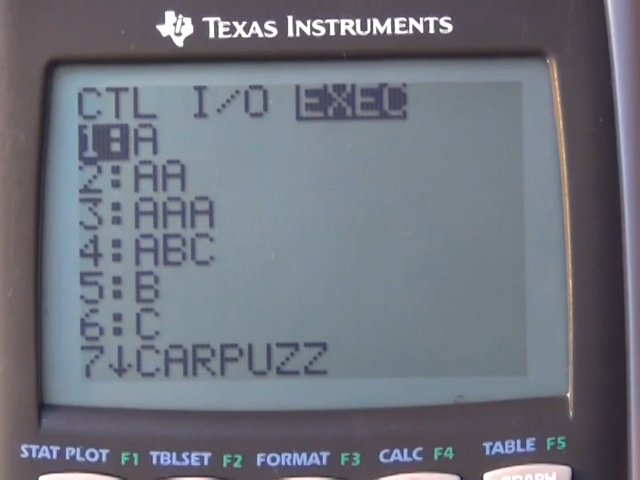 TEXAS INSTRUMENTS
CTL I/O EXEC
1:A
2:AA
3:AAA
4:ABC
5:B
6:C
7↓CARPUZZ
STAT PLOT F1 TBLSET F2 FORMAT F3 CALC F4 TABLE F5
GRAPH